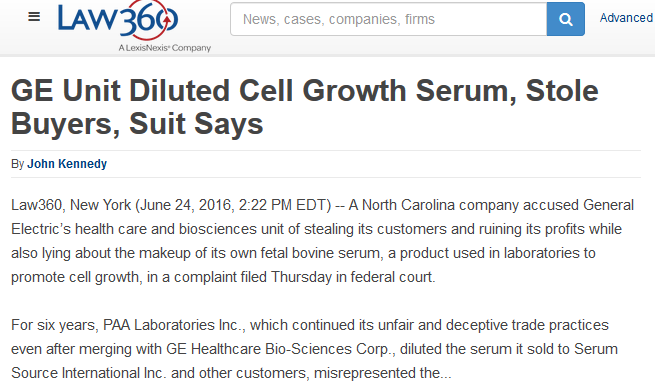 ≡ LAW360 News, cases, companies, firms Advanced
A LexisNexis® Company
GE Unit Diluted Cell Growth Serum, Stole
Buyers, Suit Says
By John Kennedy
Law360, New York (June 24, 2016, 2:22 PM EDT) -- A North Carolina company accused General
Electric’s health care and biosciences unit of stealing its customers and ruining its profits while
also lying about the makeup of its own fetal bovine serum, a product used in laboratories to
promote cell growth, in a complaint filed Thursday in federal court.
For six years, PAA Laboratories Inc., which continued its unfair and deceptive trade practices
even after merging with GE Healthcare Bio-Sciences Corp., diluted the serum it sold to Serum
Source International Inc. and other customers, misrepresented the...